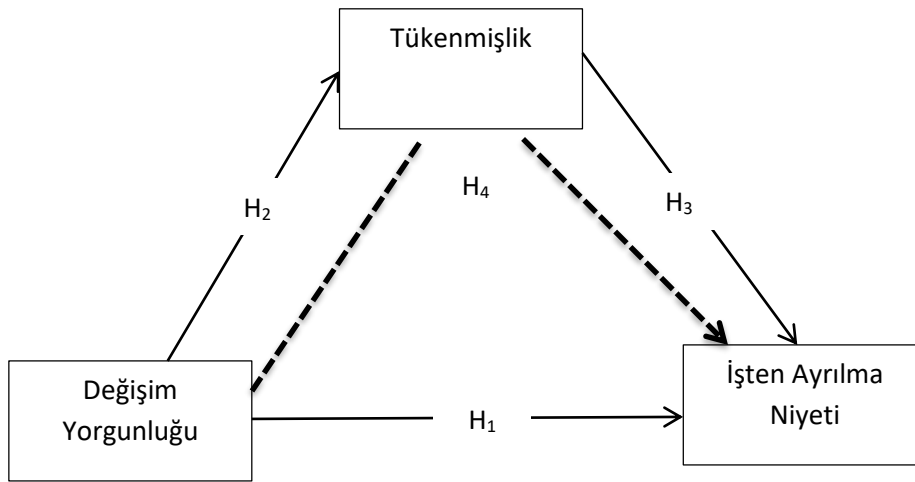 Tükenmişlik
H₄
H₂
H₃
Değişim
Yorgunluğu
H₁
İşten Ayrılma
Niyeti